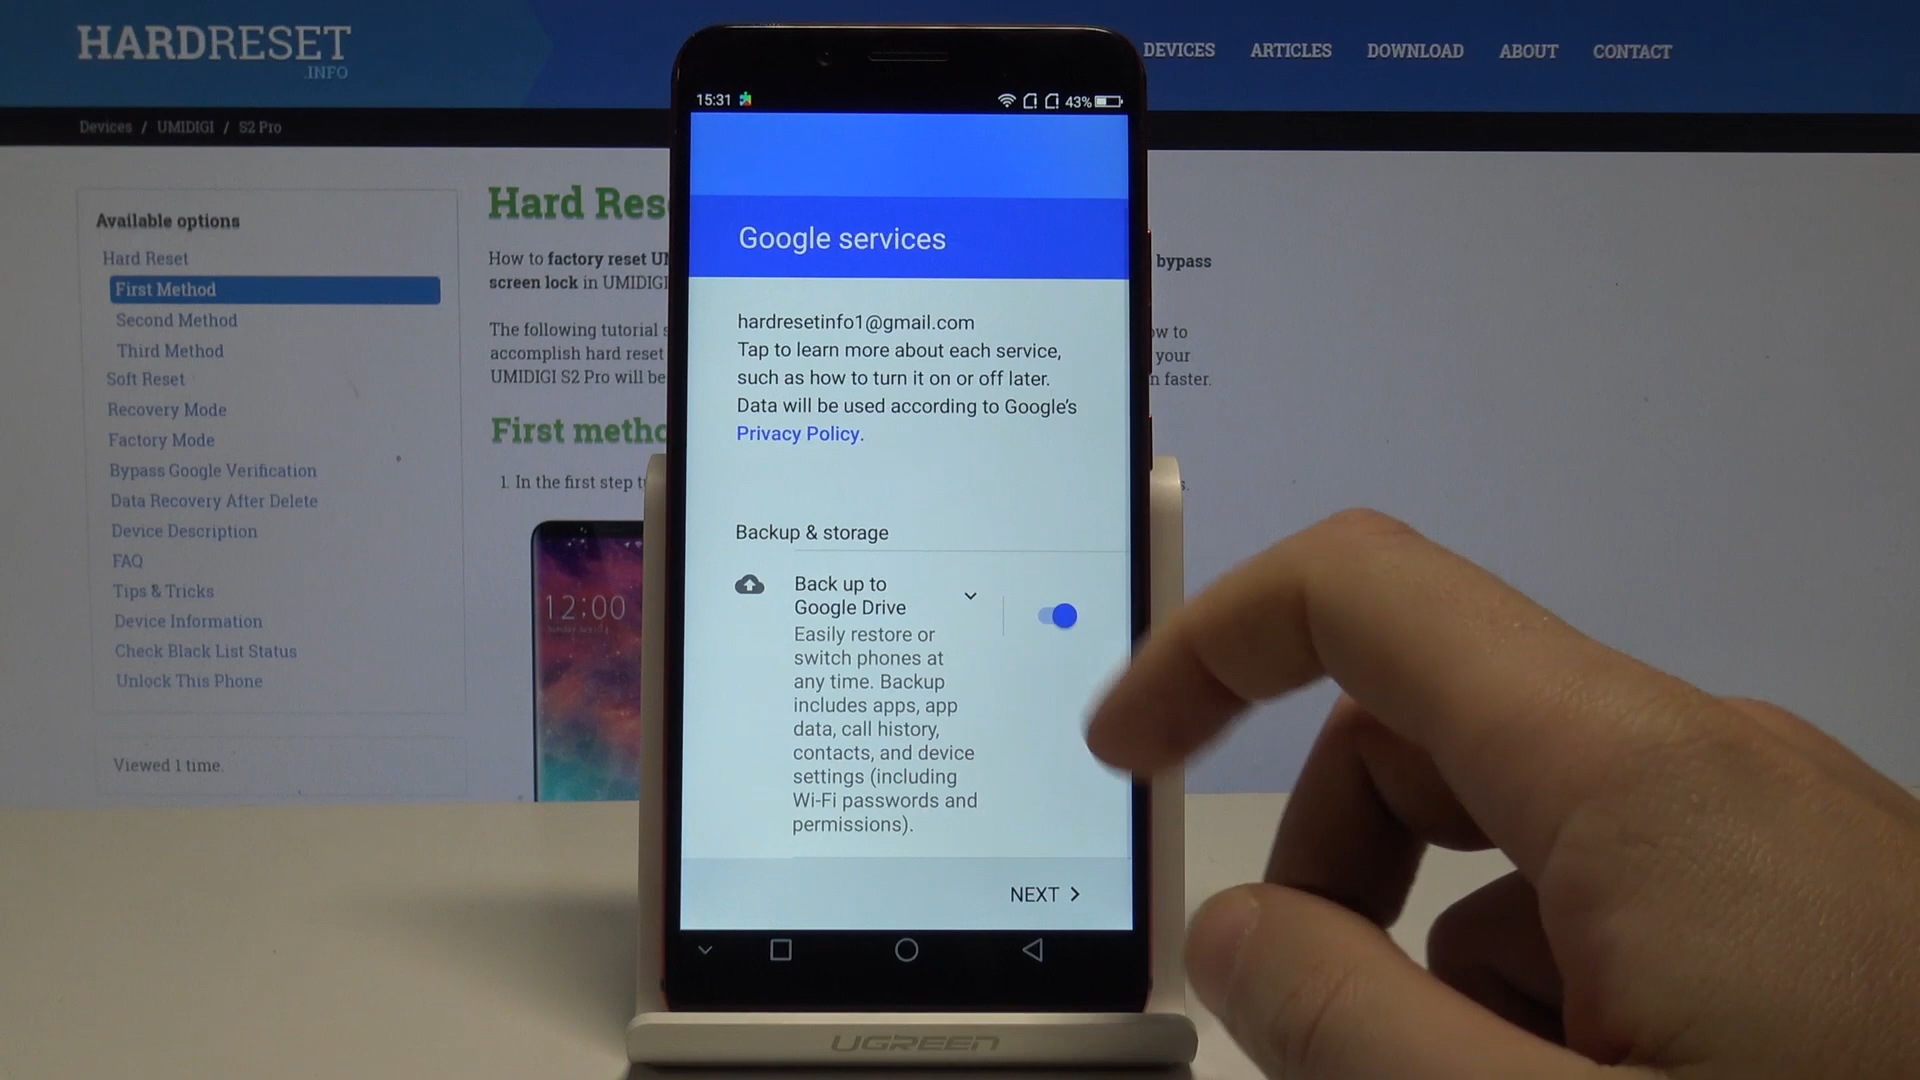 HARDRESET
.INFO
DEVICES ARTICLES DOWNLOAD ABOUT CONTACT
Devices / UMIDIGI / S2 Pro
Available options
Hard Reset
First Method
Second Method
Third Method
Soft Reset
Recovery Mode
Factory Mode
Bypass Google Verification
Data Recovery After Delete
Device Description
FAQ
Tips & Tricks
Device Information
Check Black List Status
Unlock This Phone
Viewed 1 time.
Hard Res
How to factory reset UM
bypass
screen lock in UMIDIGI
The following tutorial s
ow to
accomplish hard reset
your
UMIDIGI S2 Pro will be
n faster.
First metho
1. In the first step t
s.
12:00
15:31
43%
Google services
hardresetinfo1@gmail.com
Tap to learn more about each service,
such as how to turn it on or off later.
Data will be used according to Google's
Privacy Policy.
Backup & storage
Back up to
Google Drive
Easily restore or
switch phones at
any time. Backup
includes apps, app
data, call history,
contacts, and device
settings (including
Wi-Fi passwords and
permissions).
NEXT
UGREEN